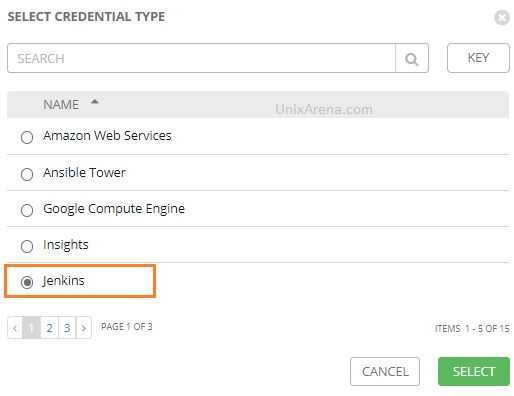 SELECT CREDENTIAL TYPE
SEARCH
KEY
NAME
UnixArena.com
Amazon Web Services
Ansible Tower
Google Compute Engine
Insights
Jenkins
< 1 2 3 > PAGE 1 OF 3 ITEMS 1 - 5 OF 15
CANCEL SELECT